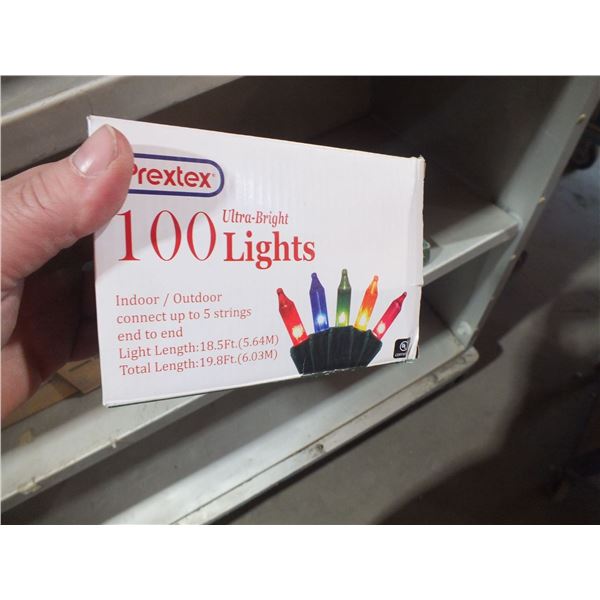 Prextex®
100 Ultra-Bright Lights
Indoor / Outdoor
connect up to 5 strings
end to end
Light Length:18.5Ft.(5.64M)
Total Length:19.8Ft.(6.03M)